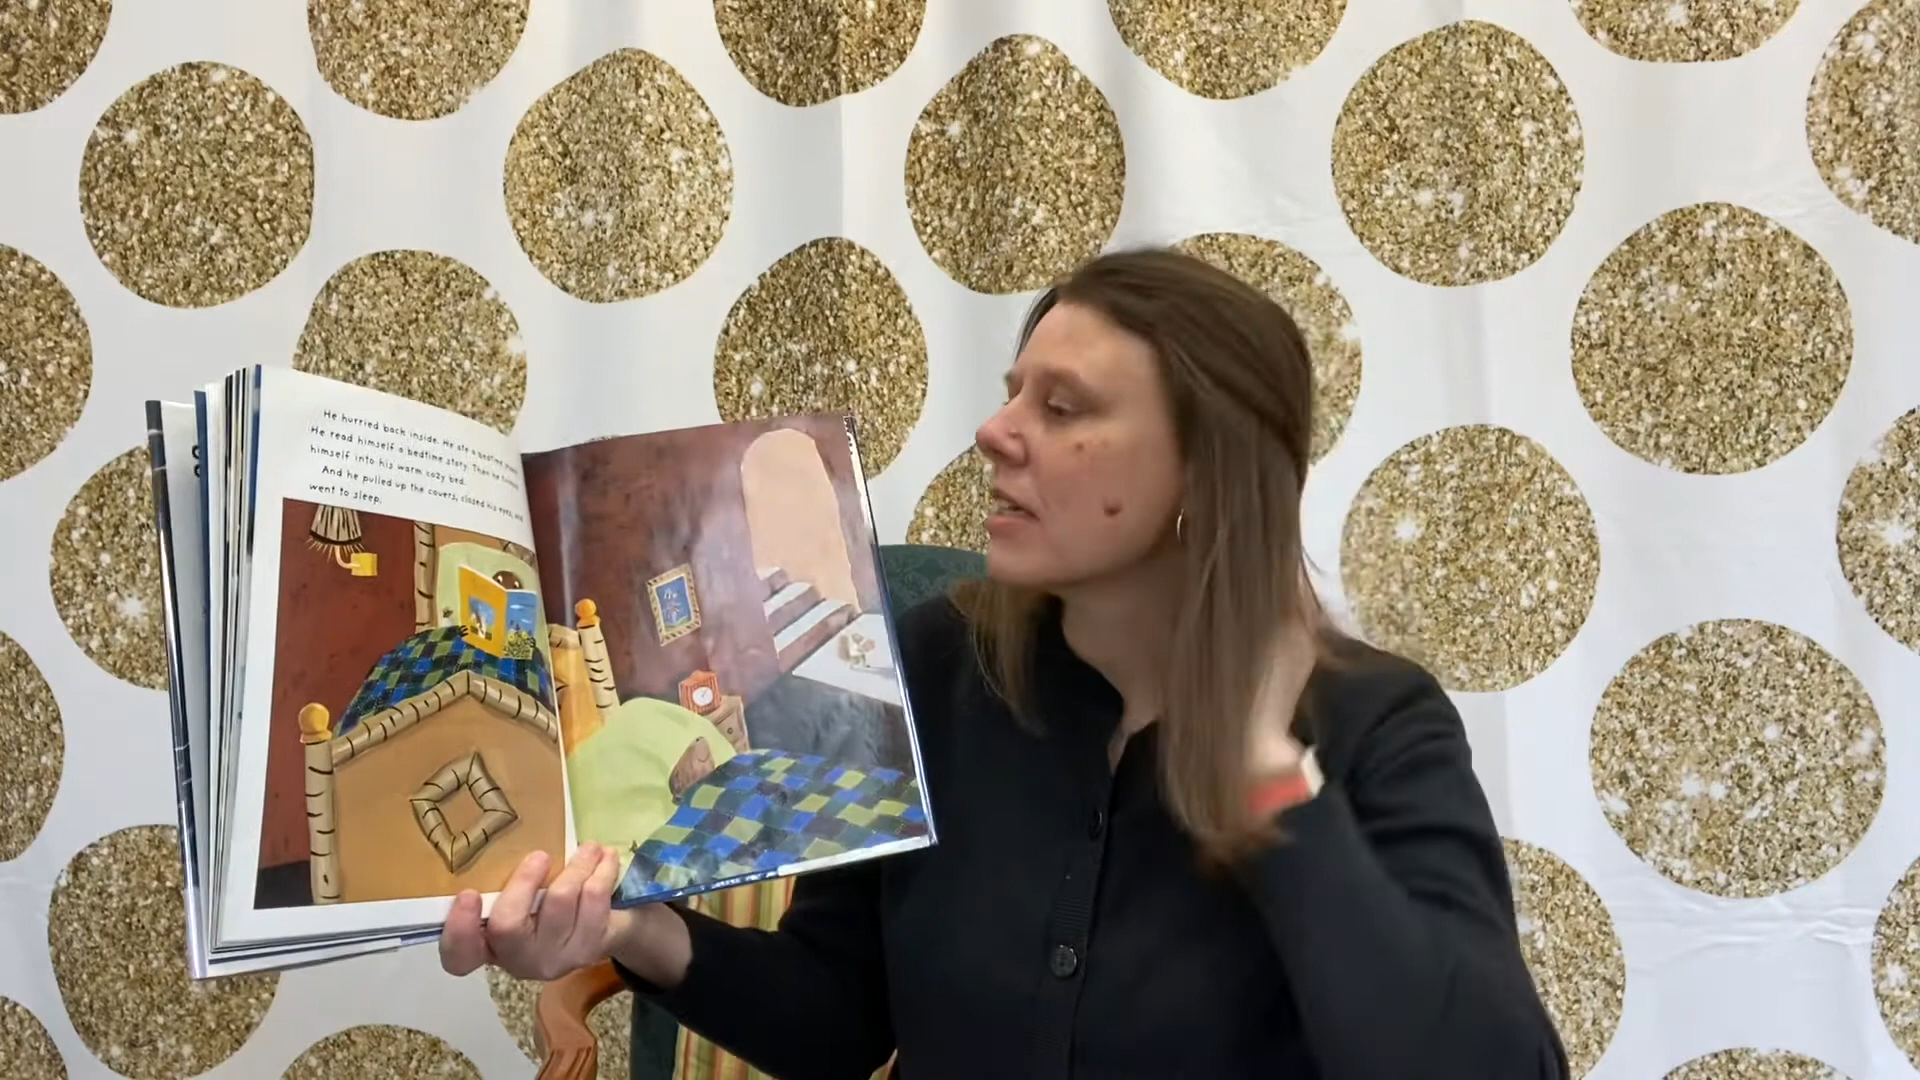 He hurried back inside. He ate a bedtime
He read himself a bedtime story. Then he
himself into his warm cozy bed.
And he pulled up the covers, closed his eyes, and
went to sleep.